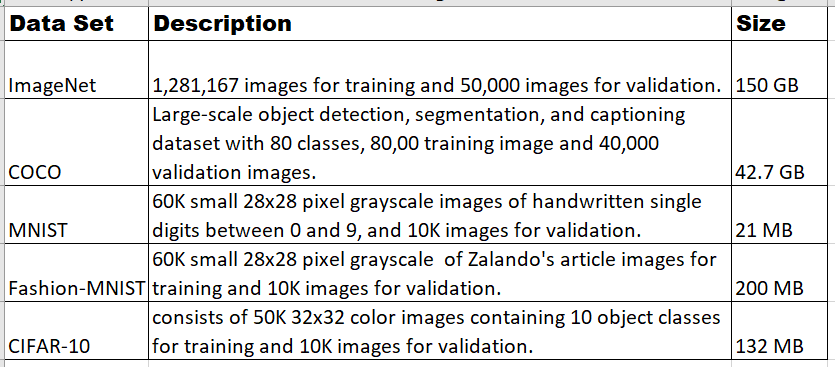 Data Set Description Size
ImageNet 1,281,167 images for training and 50,000 images for validation. 150 GB
Large-scale object detection, segmentation, and captioning
dataset with 80 classes, 80,00 training image and 40,000
COCO validation images. 42.7 GB
60K small 28x28 pixel grayscale images of handwritten single
MNIST digits between 0 and 9, and 10K images for validation. 21 MB
60K small 28x28 pixel grayscale  of Zalando's article images for
Fashion-MNIST training and 10K images for validation. 200 MB
consists of 50K 32x32 color images containing 10 object classes
CIFAR-10 for training and 10K images for validation. 132 MB